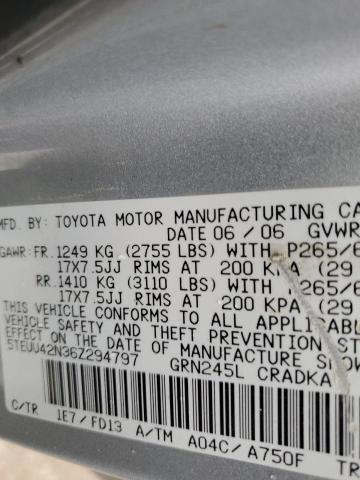 MFD. BY: TOYOTA MOTOR MANUFACTURING CA
DATE 06 / 06 GVWR
GAWR: FR. 1249 KG (2755 LBS) WITH P265/6
17X7.5JJ RIMS AT 200 KPA (29
RR. 1410 KG (3110 LBS) WITH P265/6
17X7.5JJ RIMS AT 200 KPA (29
THIS VEHICLE CONFORMS TO ALL APPLICABLE
VEHICLE SAFETY AND THEFT PREVENTION ST
EFFECT ON THE DATE OF MANUFACTURE SHOW
5TEUU42N36Z294797 GRN245L CRADKA
C/TR 1E7 / FD13 A/TM A04C / A750F TR